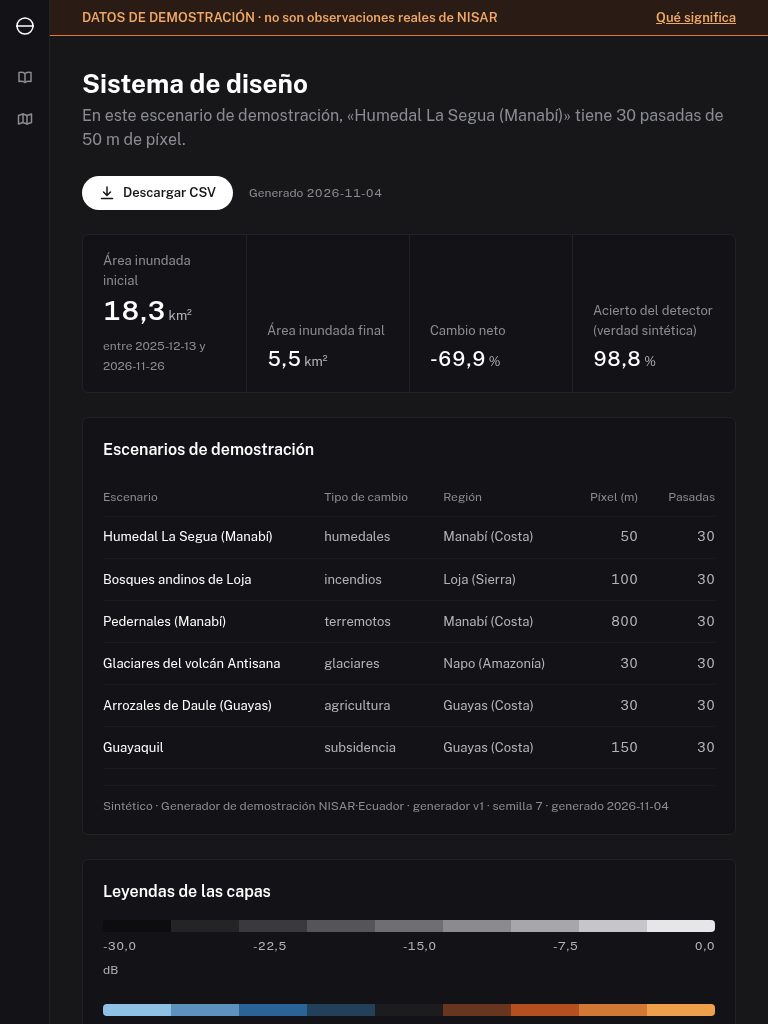 DATOS DE DEMOSTRACIÓN · no son observaciones reales de NISAR
Qué significa
Sistema de diseño
En este escenario de demostración, «Humedal La Segua (Manabí)» tiene 30 pasadas de
50 m de píxel.
Descargar CSV
Generado 2026-11-04
Área inundada
inicial
18,3 km²
entre 2025-12-13 y
2026-11-26
Área inundada final
5,5 km²
Cambio neto
-69,9 %
Acierto del detector
(verdad sintética)
98,8 %
Escenarios de demostración
Escenario Tipo de cambio Región Píxel (m) Pasadas
Humedal La Segua (Manabí) humedales Manabí (Costa) 50 30
Bosques andinos de Loja incendios Loja (Sierra) 100 30
Pedernales (Manabí) terremotos Manabí (Costa) 800 30
Glaciares del volcán Antisana glaciares Napo (Amazonía) 30 30
Arrozales de Daule (Guayas) agricultura Guayas (Costa) 30 30
Guayaquil subsidencia Guayas (Costa) 150 30
Sintético · Generador de demostración NISAR·Ecuador · generador v1 · semilla 7 · generado 2026-11-04
Leyendas de las capas
-30,0 -22,5 -15,0 -7,5 0,0
dB